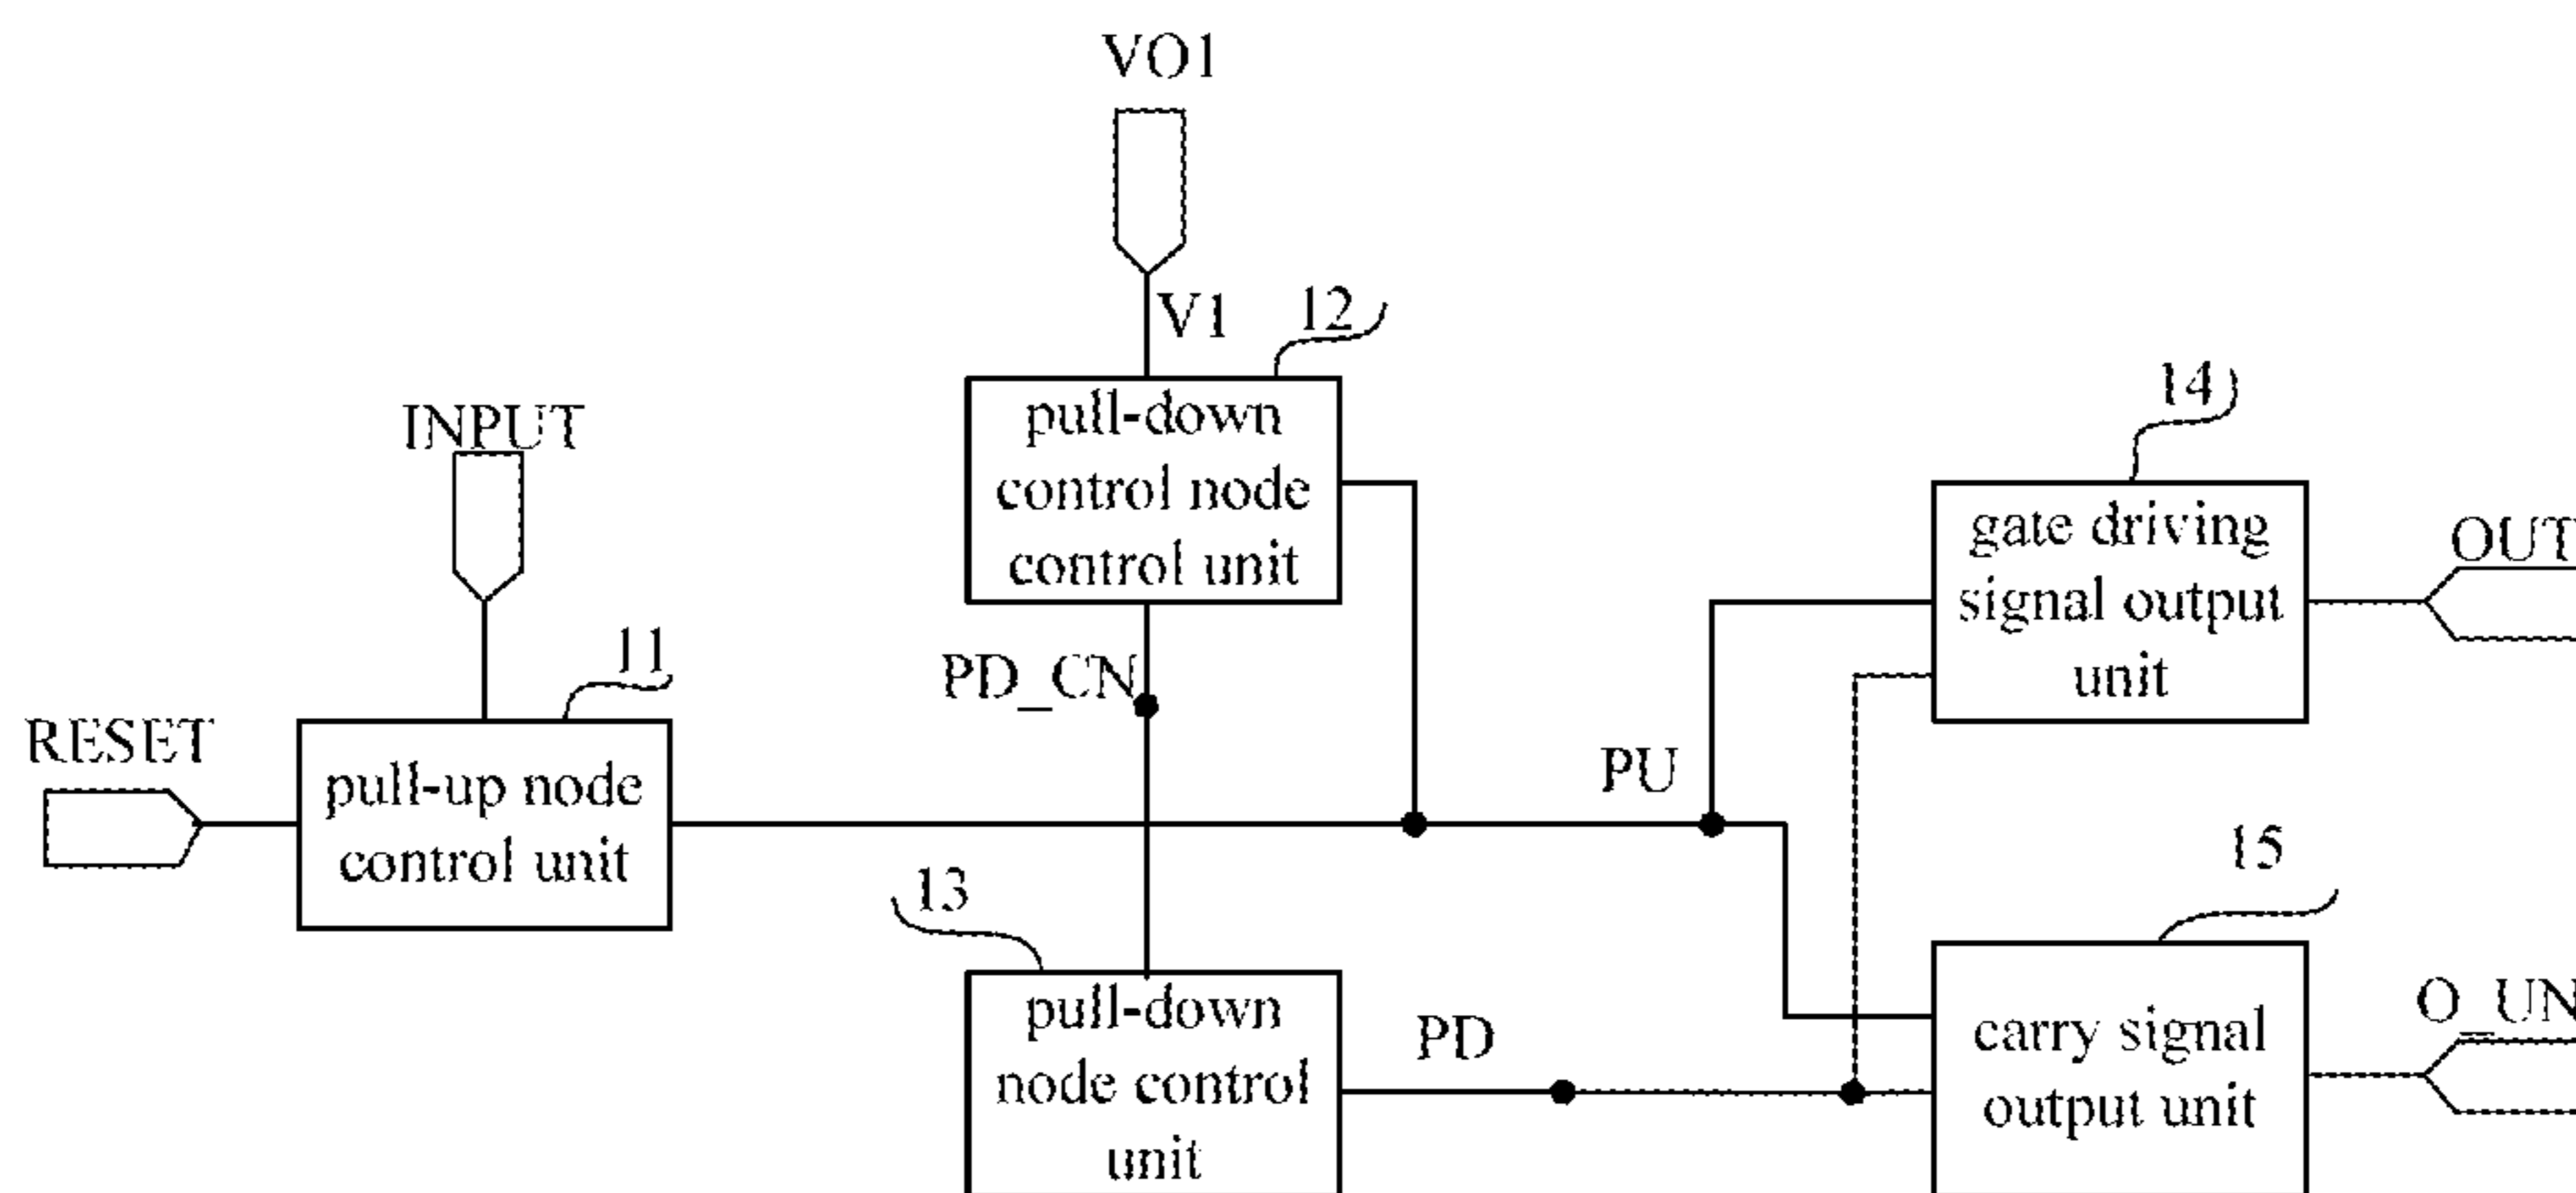 VO1
V1
12
pull-down
control node
control unit
INPUT
14
gate driving
signal output
unit
OUT
11
PD_CN
RESET
pull-up node
control unit
PU
15
13
pull-down
node control
unit
PD
carry signal
output unit
O_UN